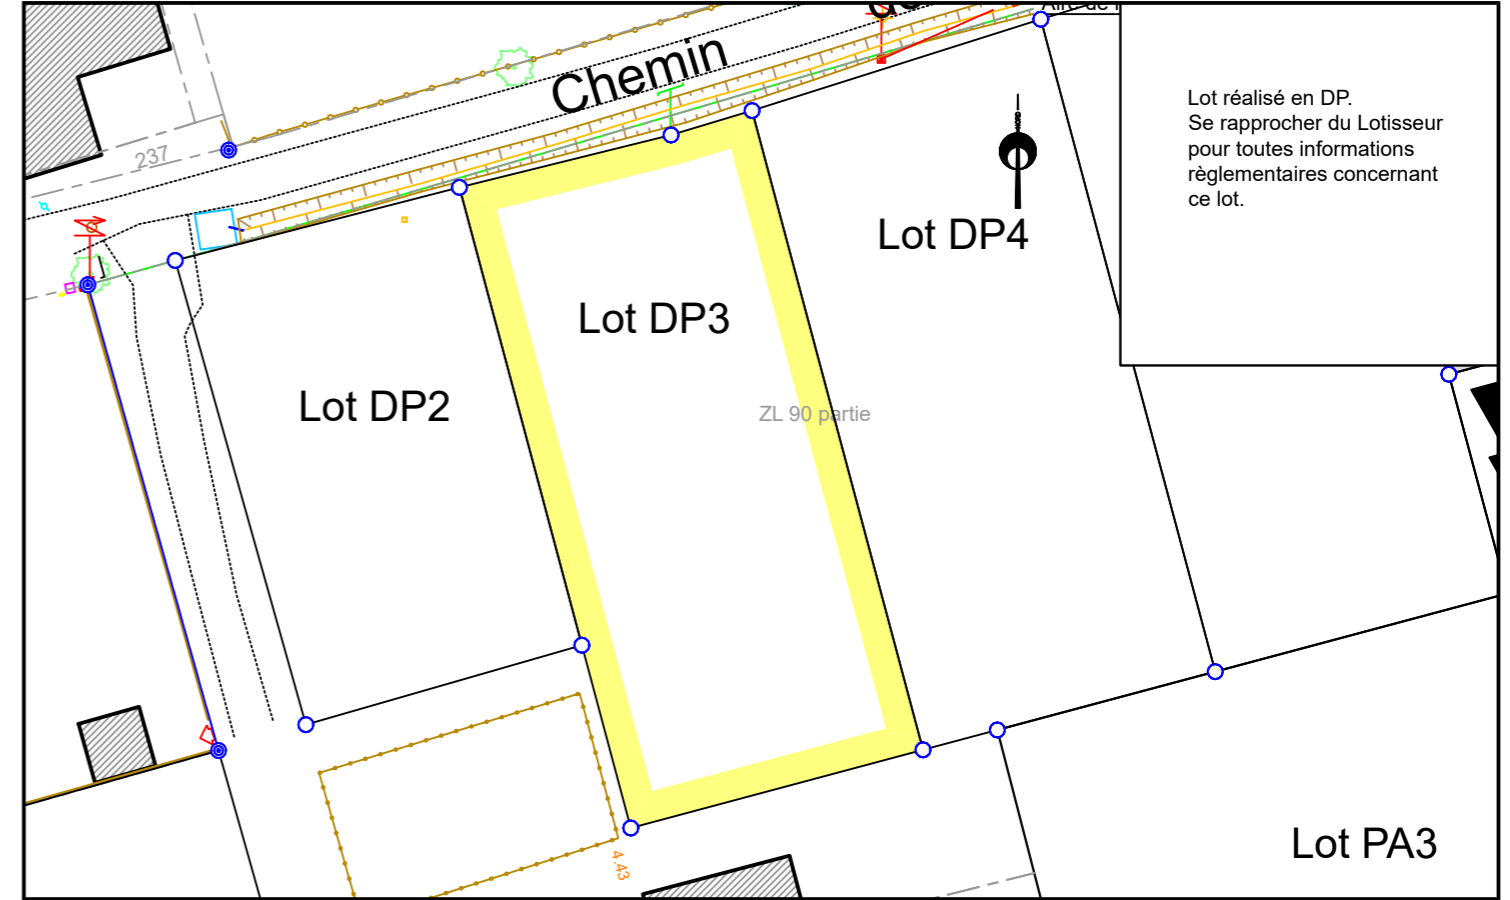 Chemin
237
Lot réalisé en DP.
Se rapprocher du Lotisseur
pour toutes informations
règlementaires concernant
ce lot.
NORD
Lot DP4
Lot DP3
Lot DP2
ZL 90 partie
4.43
Lot PA3